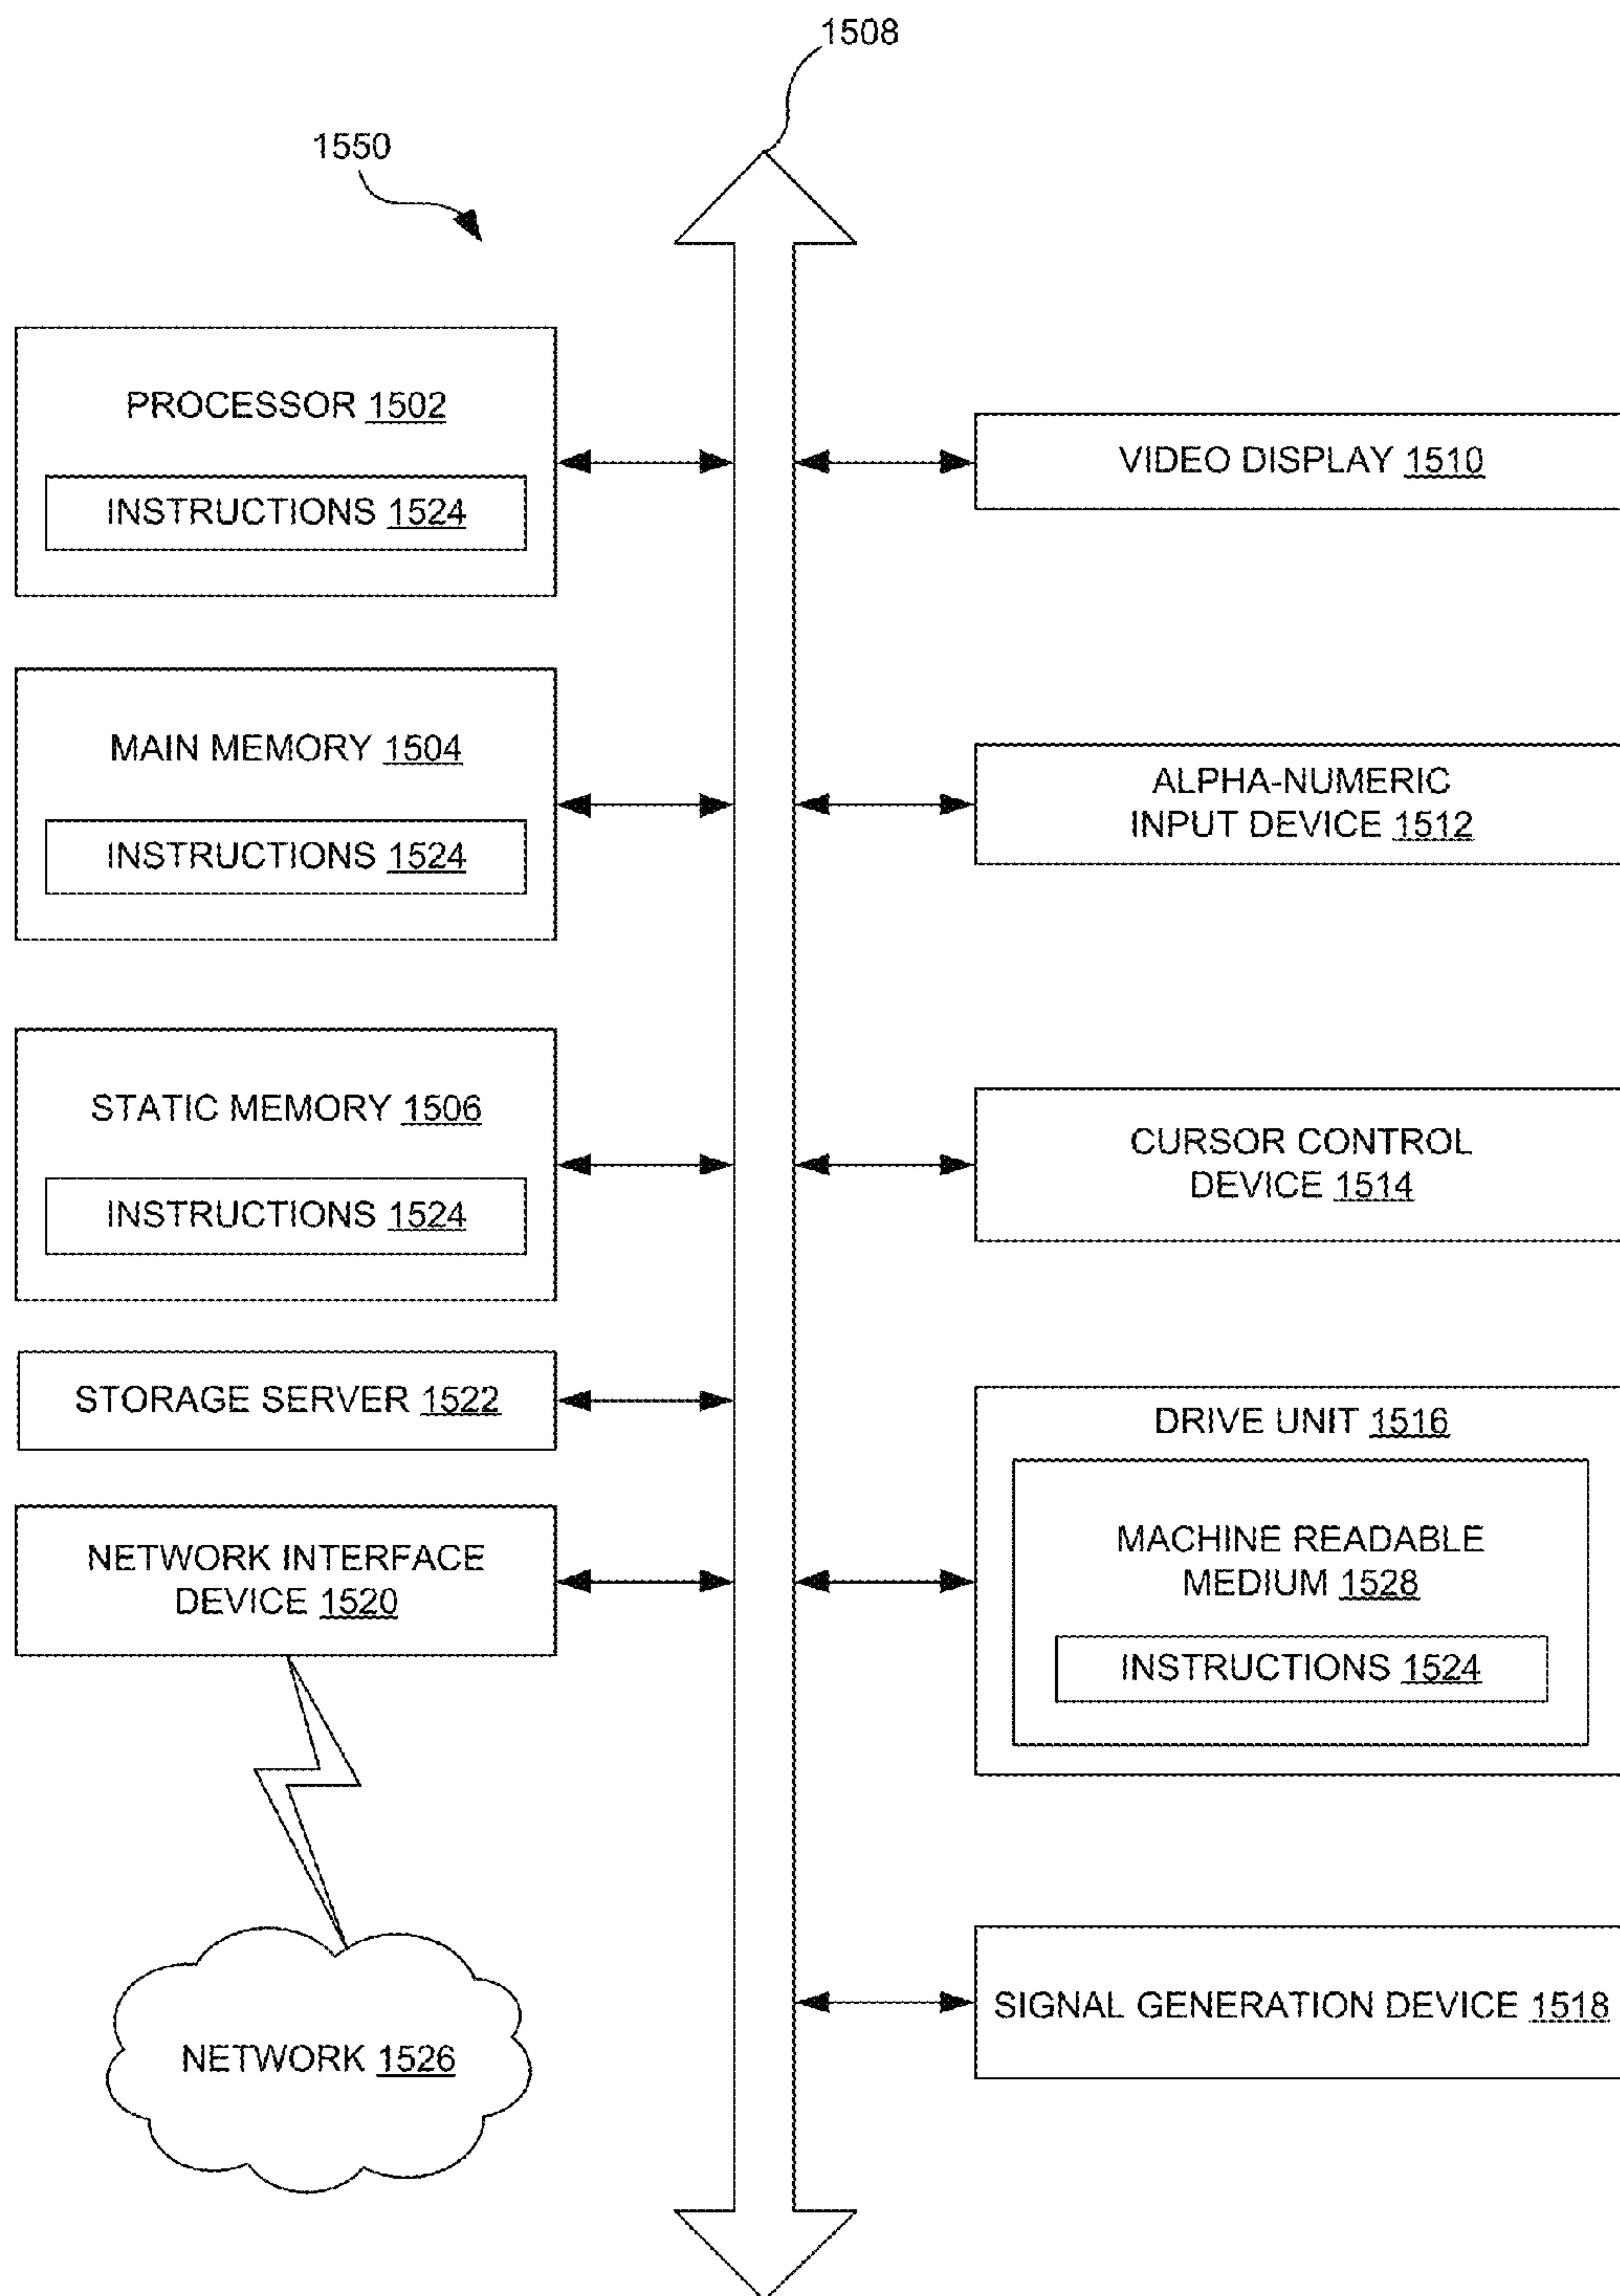 1508
1550
PROCESSOR 1502
INSTRUCTIONS 1524
MAIN MEMORY 1504
INSTRUCTIONS 1524
STATIC MEMORY 1506
INSTRUCTIONS 1524
STORAGE SERVER 1522
NETWORK INTERFACE
DEVICE 1520
NETWORK 1526
VIDEO DISPLAY 1510
ALPHA-NUMERIC
INPUT DEVICE 1512
CURSOR CONTROL
DEVICE 1514
DRIVE UNIT 1516
MACHINE READABLE
MEDIUM 1528
INSTRUCTIONS 1524
SIGNAL GENERATION DEVICE 1518